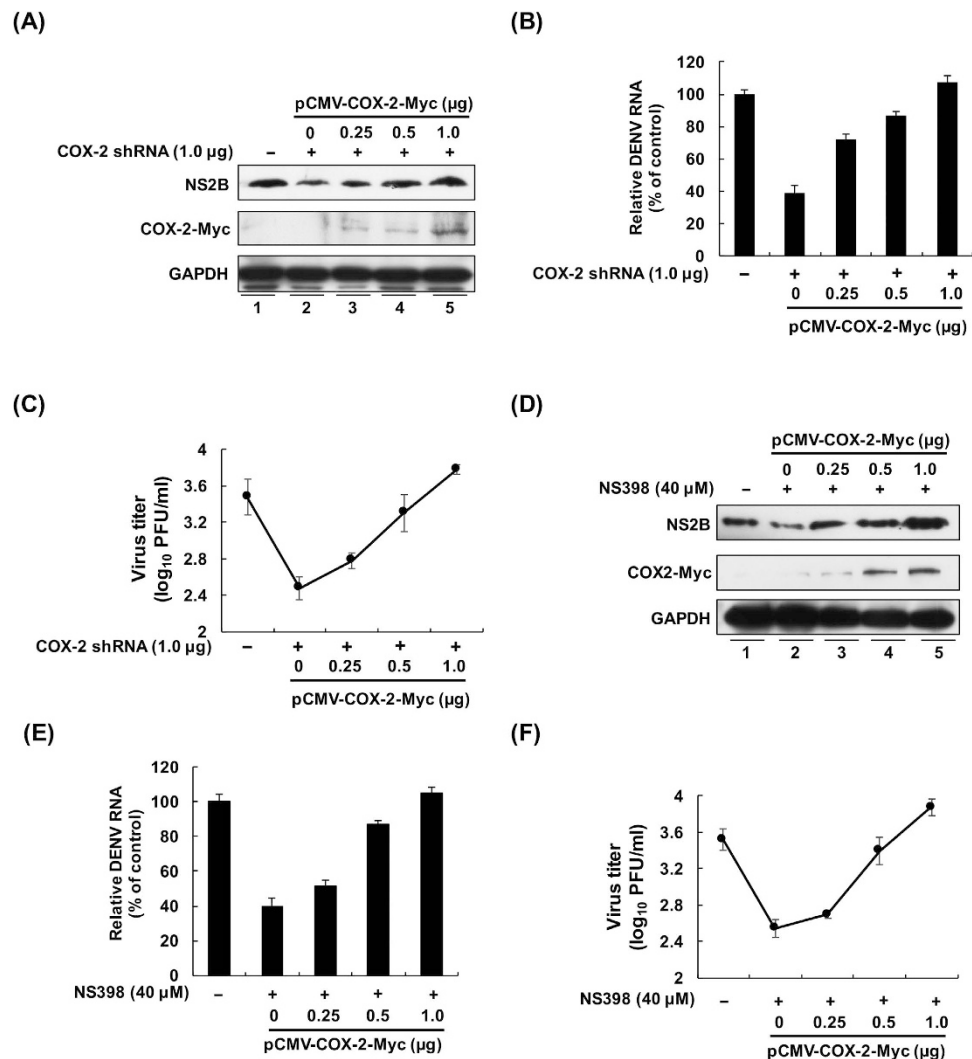 (A)
pCMV-COX-2-Myc (µg)
0 0.25 0.5 1.0
COX-2 shRNA (1.0 µg) – + + + +
NS2B
COX-2-Myc
GAPDH
1 2 3 4 5
(B)
Relative DENV RNA
(% of control)
120
100
80
60
40
20
0
COX-2 shRNA (1.0 µg) – + + + +
0 0.25 0.5 1.0
pCMV-COX-2-Myc (µg)
(C)
Virus titer
(log10 PFU/ml)
4
3.6
3.2
2.8
2.4
2
COX-2 shRNA (1.0 µg) – + + + +
0 0.25 0.5 1.0
pCMV-COX-2-Myc (µg)
(D)
pCMV-COX-2-Myc (µg)
0 0.25 0.5 1.0
NS398 (40 µM) – + + + +
NS2B
COX2-Myc
GAPDH
1 2 3 4 5
(E)
Relative DENV RNA
(% of control)
120
100
80
60
40
20
0
NS398 (40 µM) – + + + +
0 0.25 0.5 1.0
pCMV-COX-2-Myc (µg)
(F)
Virus titer
(log10 PFU/ml)
4
3.6
3.2
2.8
2.4
2
NS398 (40 µM) – + + + +
0 0.25 0.5 1.0
pCMV-COX-2-Myc (µg)